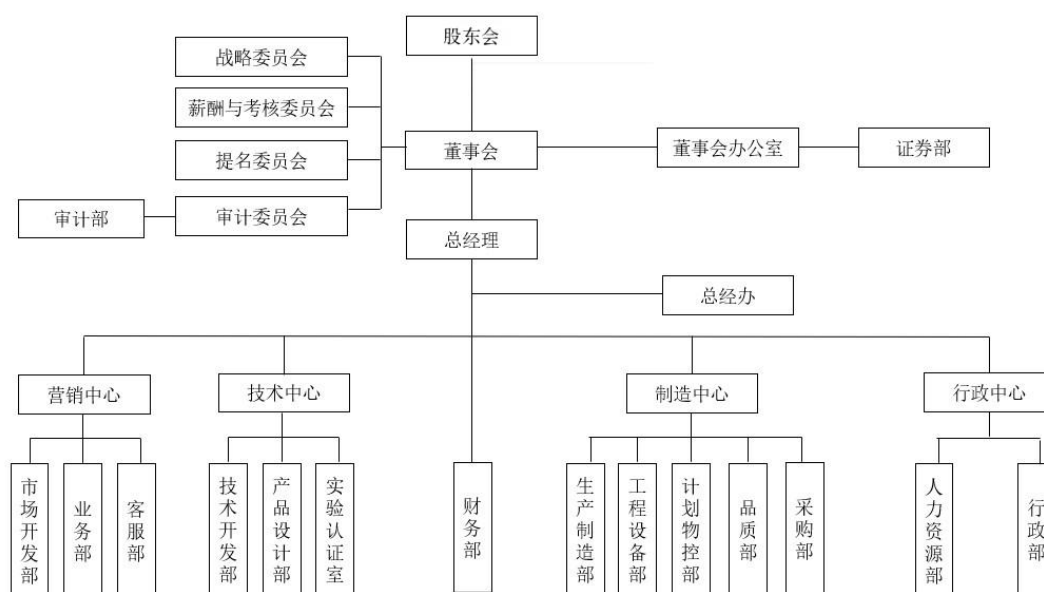 股东会
战略委员会
薪酬与考核委员会
提名委员会
审计委员会
审计部
董事会
董事会办公室
证券部
总经理
总经办
营销中心
技术中心
制造中心
行政中心
市场开发部
业务部
客服部
技术开发部
产品设计部
实验认证室
财务部
生产制造部
工程设备部
计划物控部
品质部
采购部
人力资源部
行政部